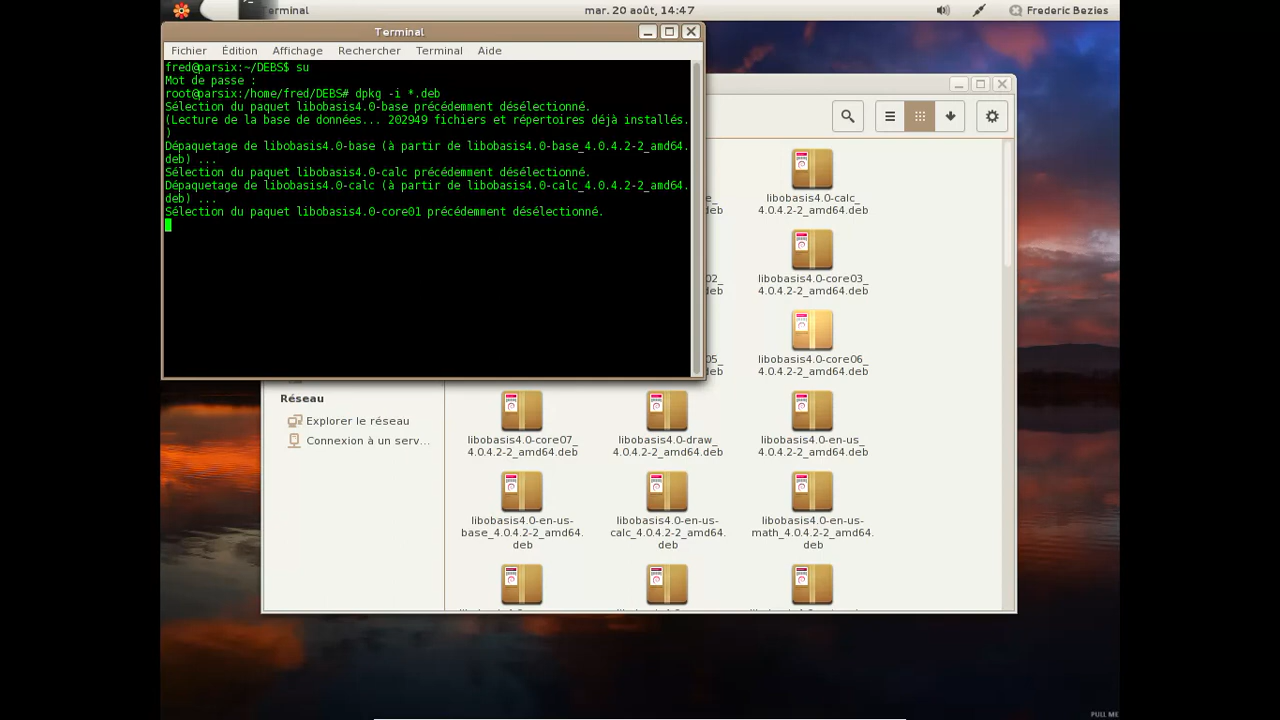 erminal
mar. 20 août, 14:47
Frederic Bezies
Terminal
Fichier Édition Affichage Rechercher Terminal Aide
fred@parsix:~/DEBS$ su
Mot de passe :
root@parsix:/home/fred/DEBS# dpkg -i *.deb
Sélection du paquet libobasis4.0-base précédemment désélectionné.
(Lecture de la base de données... 202949 fichiers et répertoires déjà installés.
)
Dépaquetage de libobasis4.0-base (à partir de libobasis4.0-base_4.0.4.2-2_amd64.
deb) ...
Sélection du paquet libobasis4.0-calc précédemment désélectionné.
Dépaquetage de libobasis4.0-calc (à partir de libobasis4.0-calc_4.0.4.2-2_amd64.
deb) ...
Sélection du paquet libobasis4.0-core01 précédemment désélectionné.
e_
deb
libobasis4.0-calc_
4.0.4.2-2_amd64.deb
02_
deb
libobasis4.0-core03_
4.0.4.2-2_amd64.deb
05_
deb
libobasis4.0-core06_
4.0.4.2-2_amd64.deb
Réseau
Explorer le réseau
Connexion à un serv...
libobasis4.0-core07_
4.0.4.2-2_amd64.deb
libobasis4.0-draw_
4.0.4.2-2_amd64.deb
libobasis4.0-en-us_
4.0.4.2-2_amd64.deb
libobasis4.0-en-us-
base_4.0.4.2-2_amd64.
deb
libobasis4.0-en-us-
calc_4.0.4.2-2_amd64.
deb
libobasis4.0-en-us-
math_4.0.4.2-2_amd64.
deb
PULL ME